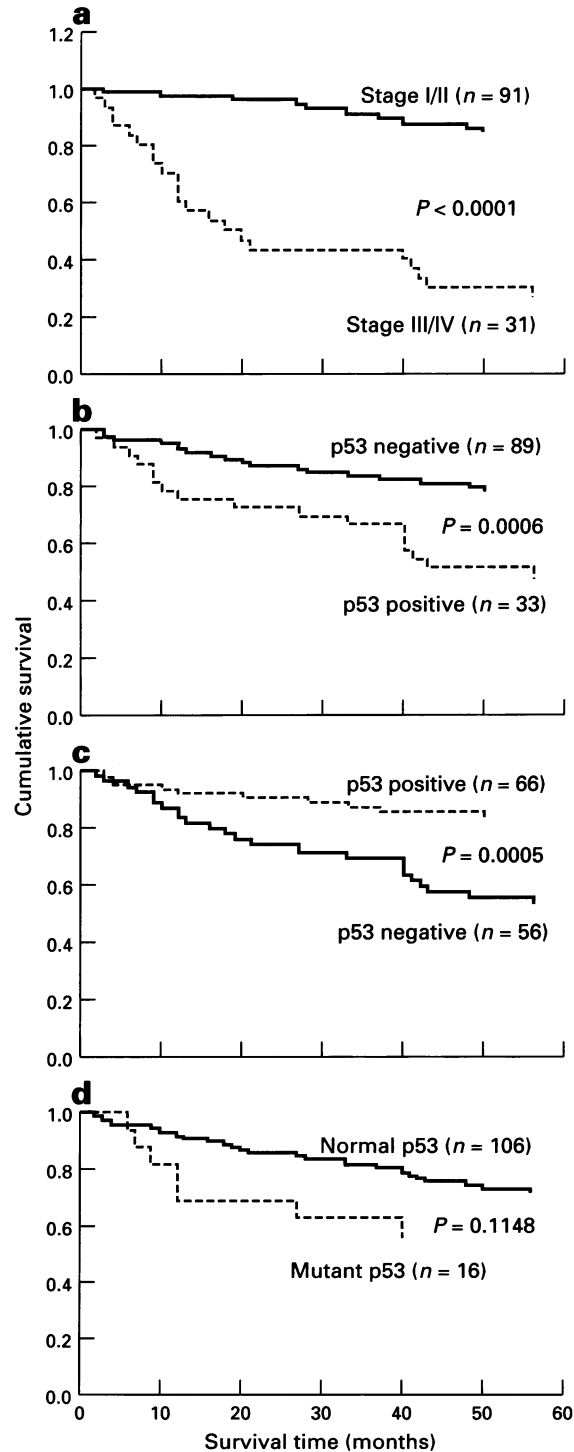 a
1.2
1.0
Stage I/II (n = 91)
0.8
P < 0.0001
0.6
0.4
Stage III/IV (n = 31)
0.2
0.0
b
1.0
p53 negative (n = 89)
0.8
P = 0.0006
0.6
p53 positive (n = 33)
0.4
0.2
0.0
Cumulative survival
c
1.0
p53 positive (n = 66)
0.8
P = 0.0005
0.6
p53 negative (n = 56)
0.4
0.2
0.0
d
1.0
Normal p53 (n = 106)
0.8
P = 0.1148
0.6
Mutant p53 (n = 16)
0.4
0.2
0.0
0 10 20 30 40 50 60
Survival time (months)